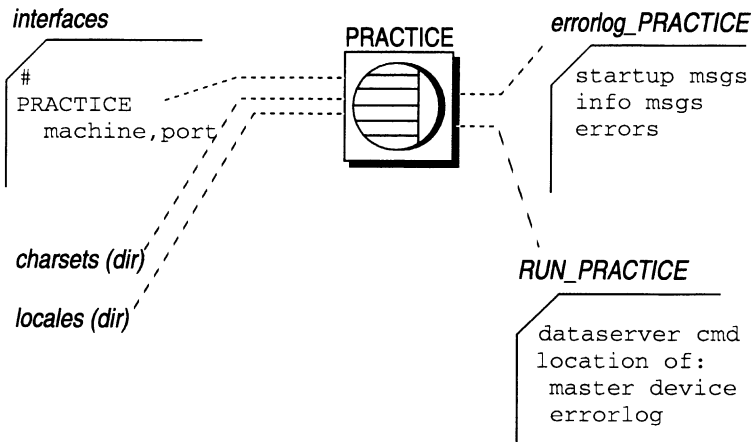 interfaces
#
PRACTICE
machine,port
charsets (dir)
locales (dir)
PRACTICE
errorlog_PRACTICE
startup msgs
info msgs
errors
RUN_PRACTICE
dataserver cmd
location of:
master device
errorlog